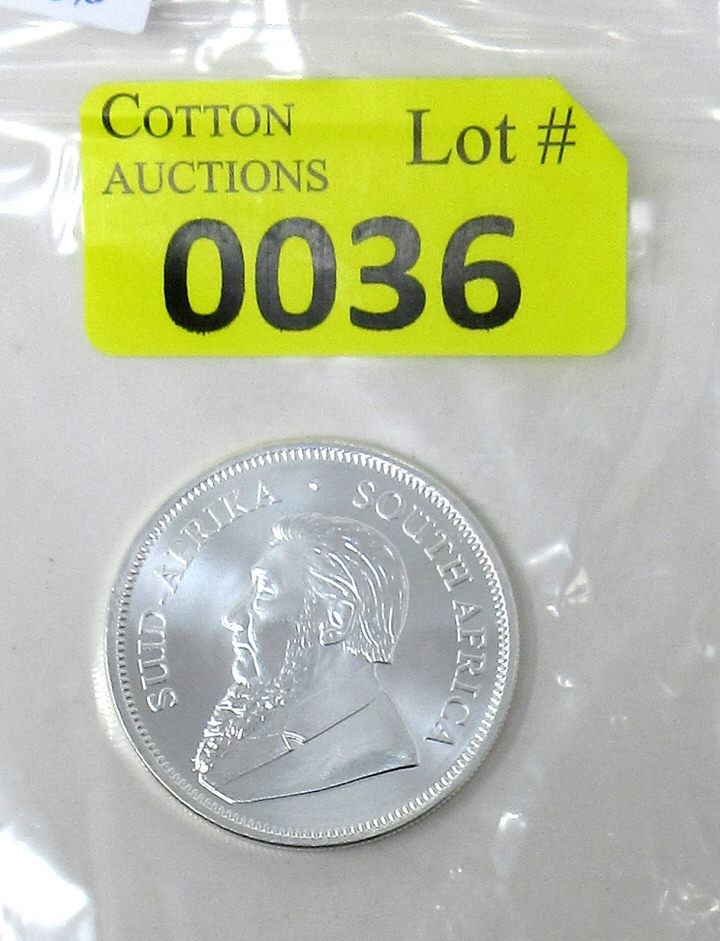 COTTON
AUCTIONS
Lot #
0036
SUID-AFRIKA · SOUTH AFRICA